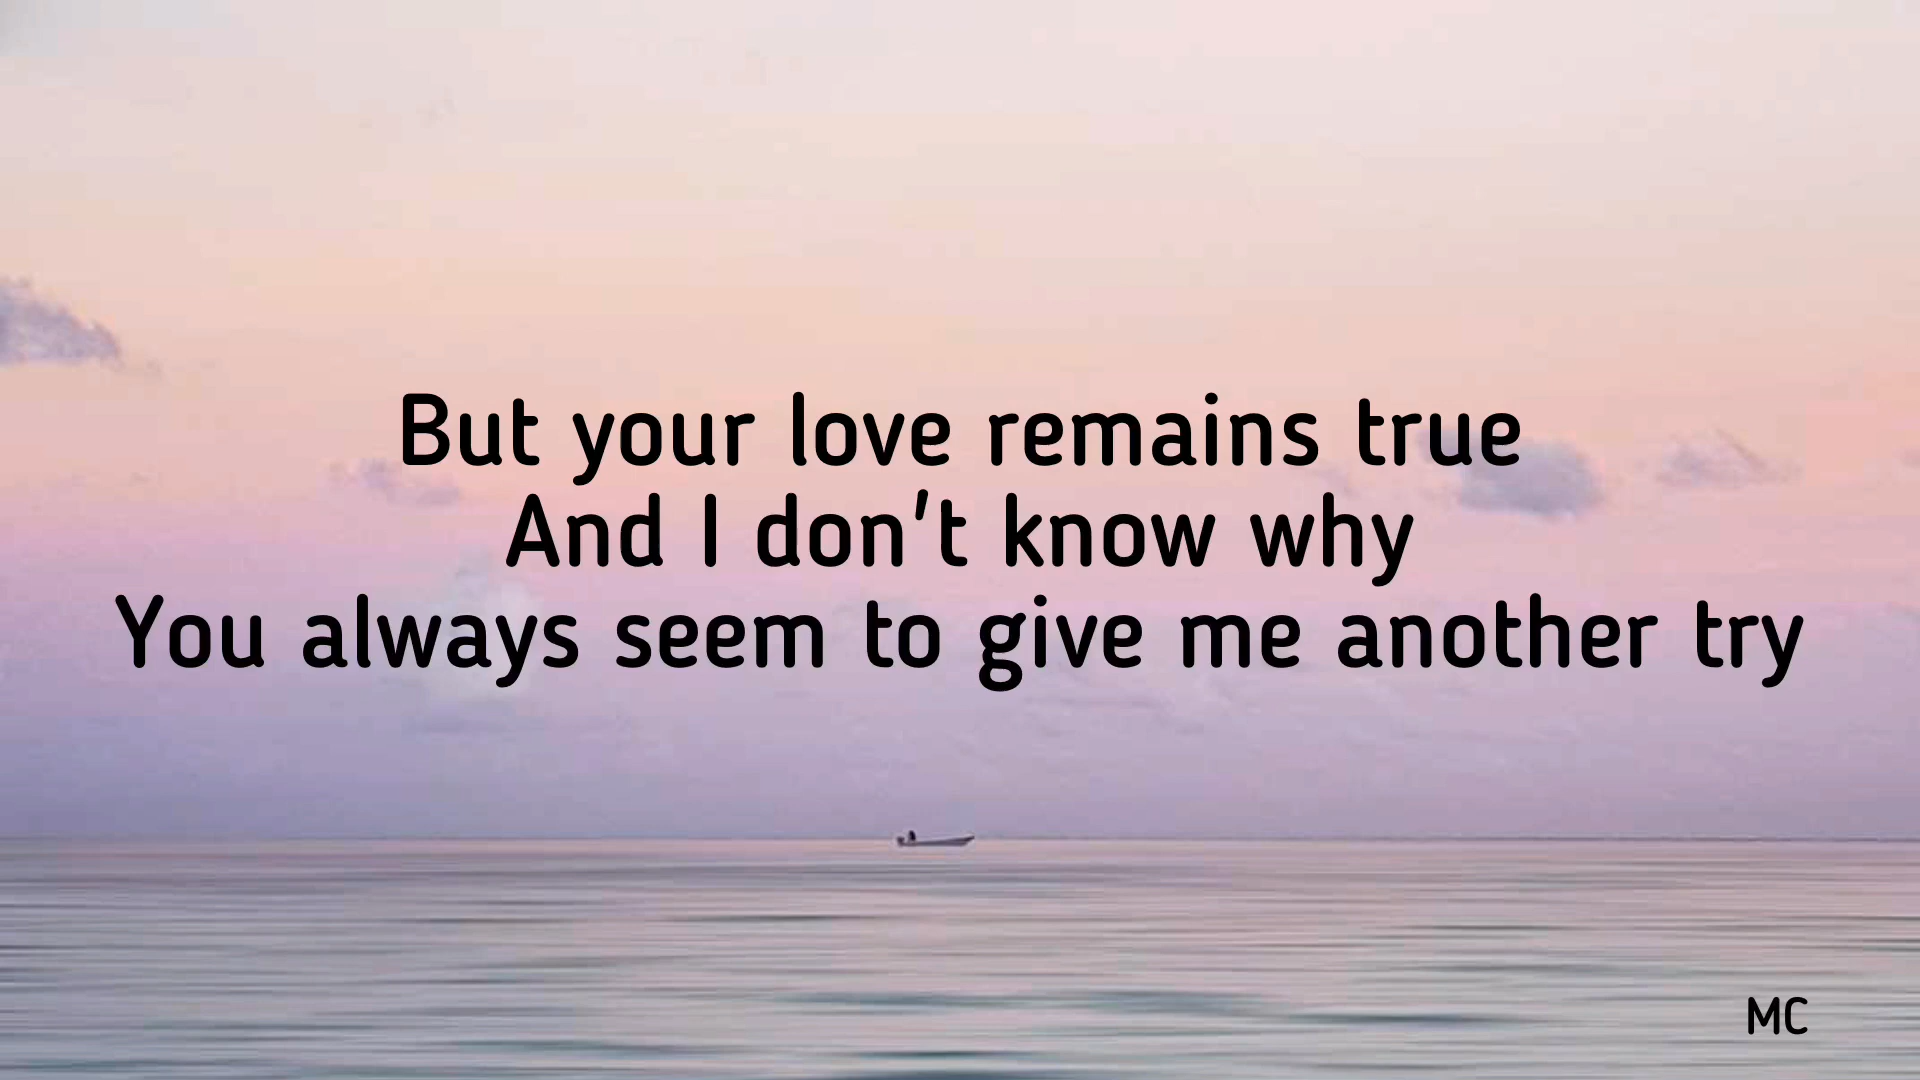 But your love remains true
And I don't know why
You always seem to give me another try
MC